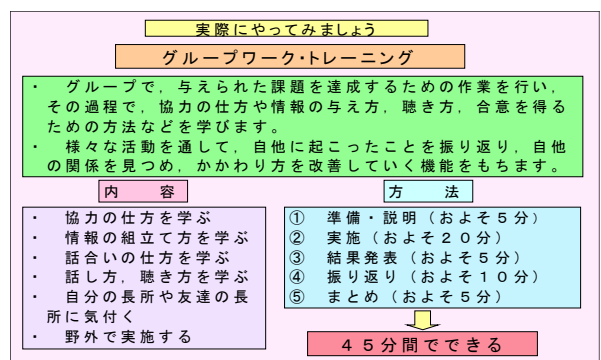 実際にやってみましょう
グループワーク・トレーニング
・ グループで，与えられた課題を達成するための作業を行い，
その過程で，協力の仕方や情報の与え方，聴き方，合意を得る
ための方法などを学びます。
・ 様々な活動を通して，自他に起こったことを振り返り，自他
の関係を見つめ，かかわり方を改善していく機能をもちます。
内　容
・ 協力の仕方を学ぶ
・ 情報の組立て方を学ぶ
・ 話合いの仕方を学ぶ
・ 話し方，聴き方を学ぶ
・ 自分の長所や友達の長
所に気付く
・ 野外で実施する
方　法
① 準備・説明（およそ５分）
② 実施（およそ２０分）
③ 結果発表（およそ５分）
④ 振り返り（およそ１０分）
⑤ まとめ（およそ５分）
４５分間でできる